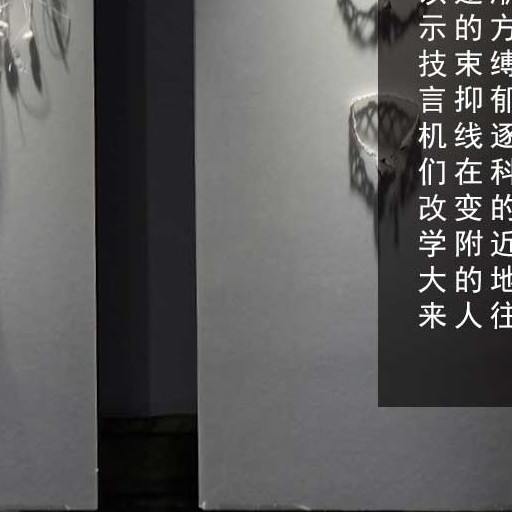 示的方
技束缚
言抑郁
机线逐
们在科
改变的
学附近
大的地
来人往